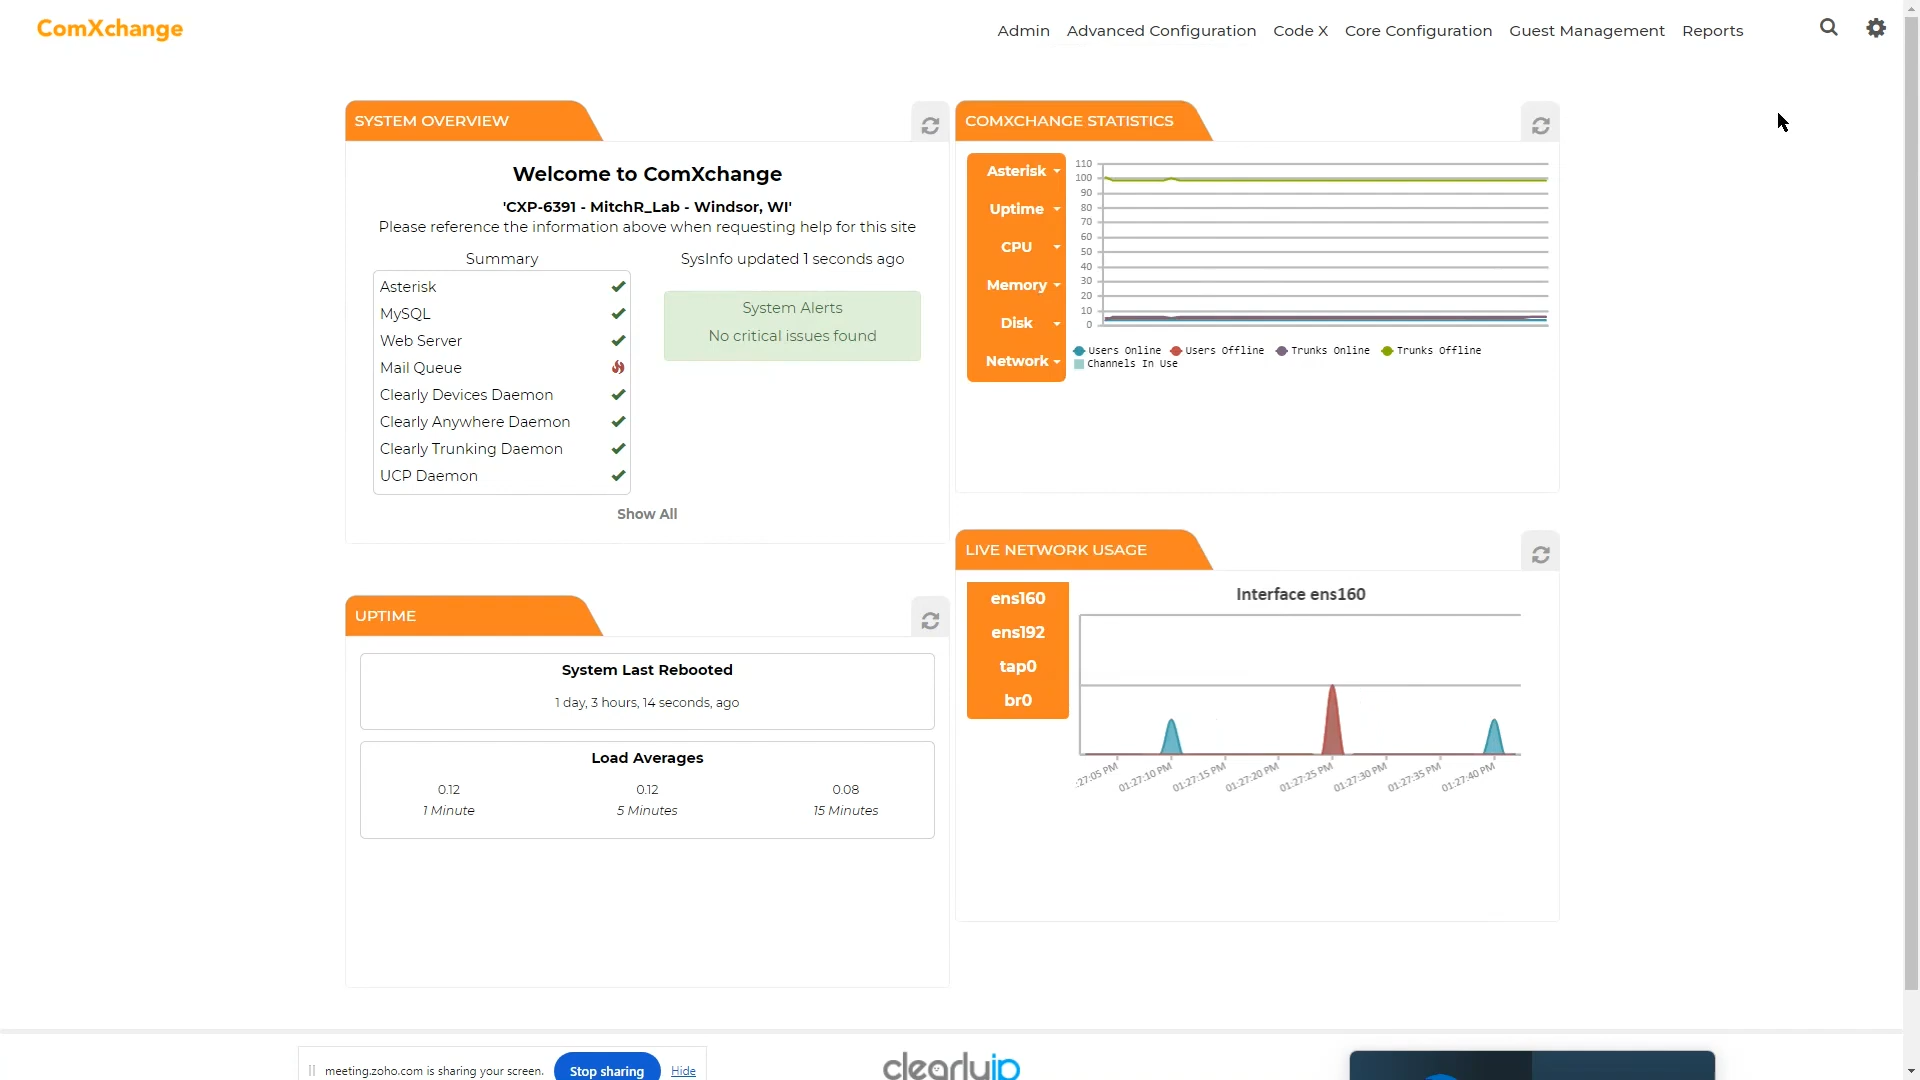 ComXchange
Admin Advanced Configuration Code X Core Configuration Guest Management Reports
SYSTEM OVERVIEW
Welcome to ComXchange
'CXP-6391 - MitchR_Lab - Windsor, WI'
Please reference the information above when requesting help for this site
Summary
SysInfo updated 1 seconds ago
Asterisk
MySQL
Web Server
Mail Queue
Clearly Devices Daemon
Clearly Anywhere Daemon
Clearly Trunking Daemon
UCP Daemon
System Alerts
No critical issues found
Show All
COMXCHANGE STATISTICS
Asterisk
Uptime
CPU
Memory
Disk
Network
110
100
90
80
70
60
50
40
30
20
10
0
Users Online Users Offline Trunks Online Trunks Offline
Channels In Use
UPTIME
System Last Rebooted
1 day, 3 hours, 14 seconds, ago
Load Averages
0.12 0.12 0.08
1 Minute 5 Minutes 15 Minutes
LIVE NETWORK USAGE
ens160
ens192
tap0
br0
Interface ens160
:27:05 PM 01:27:10 PM 01:27:15 PM 01:27:20 PM 01:27:25 PM 01:27:30 PM 01:27:35 PM 01:27:40 PM
meeting.zoho.com is sharing your screen. Stop sharing Hide
clearlyip